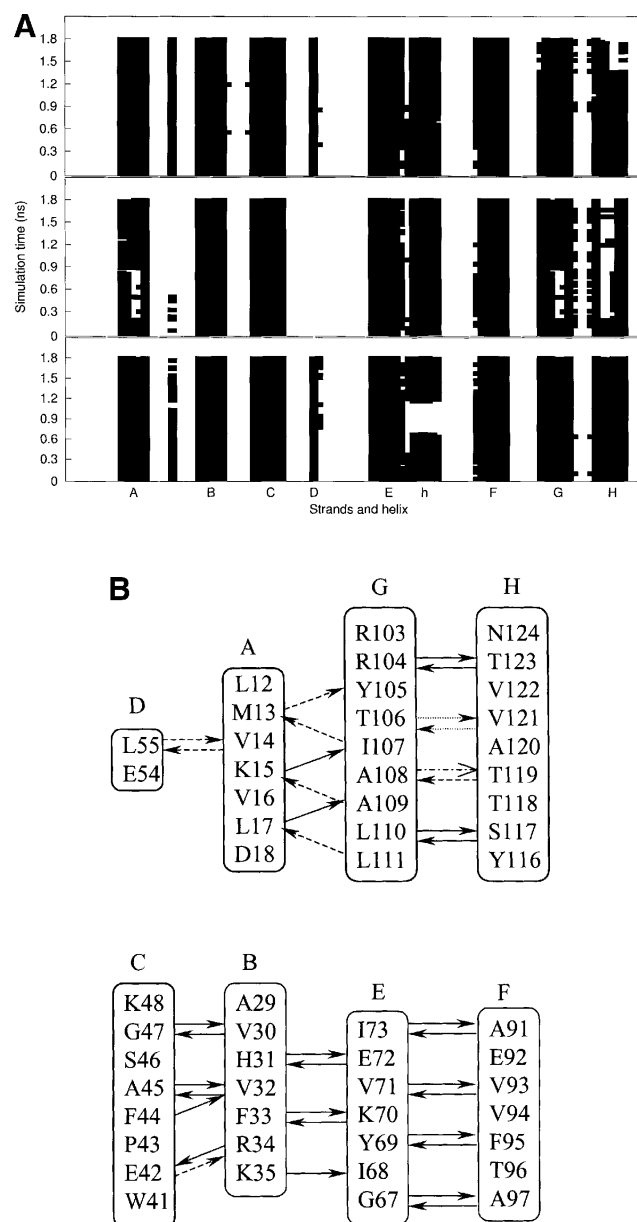 A
1.8
1.5
1.2
0.9
0.6
0.3
0
1.8
1.5
1.2
0.9
0.6
0.3
0
1.8
1.5
1.2
0.9
0.6
0.3
0
Simulation time (ns)
A B C D E h F G H
Strands and helix
B
D
L55
E54
A
L12
M13
V14
K15
V16
L17
D18
G
R103
R104
Y105
T106
I107
A108
A109
L110
L111
H
N124
T123
V122
V121
A120
T119
T118
S117
Y116
C
K48
G47
S46
A45
F44
P43
E42
W41
B
A29
V30
H31
V32
F33
R34
K35
E
I73
E72
V71
K70
Y69
I68
G67
F
A91
E92
V93
V94
F95
T96
A97